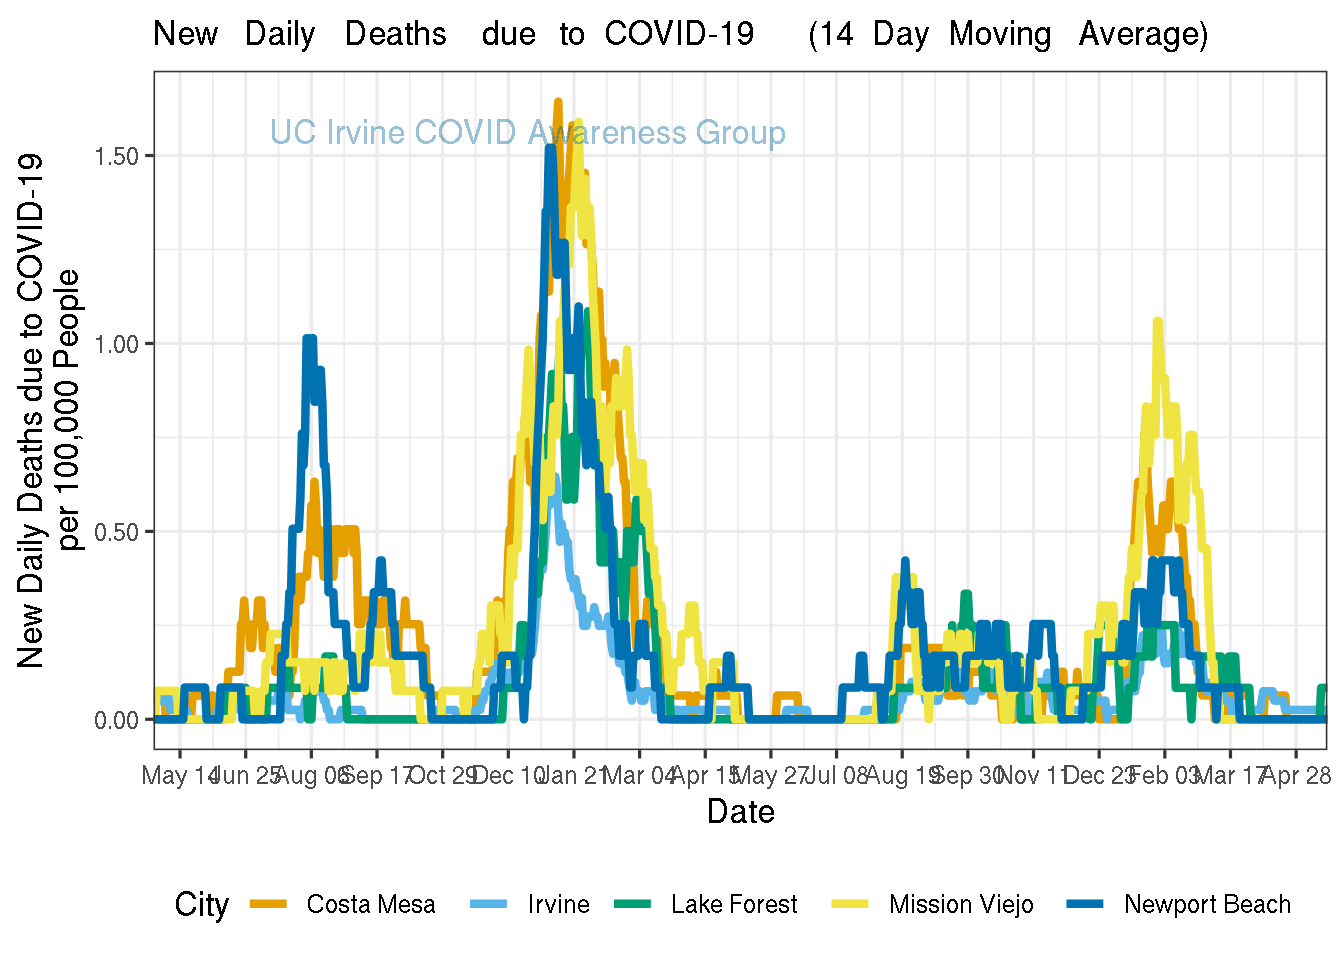 New Daily Deaths due to COVID-19 (14 Day Moving Average)
UC Irvine COVID Awareness Group
New Daily Deaths due to COVID-19
per 100,000 People
1.50
1.00
0.50
0.00
May 14 Jun 25 Aug 06 Sep 17 Oct 29 Dec 10 Jan 21 Mar 04 Apr 15 May 27 Jul 08 Aug 19 Sep 30 Nov 11 Dec 23 Feb 03 Mar 17 Apr 28
Date
City Costa Mesa Irvine Lake Forest Mission Viejo Newport Beach